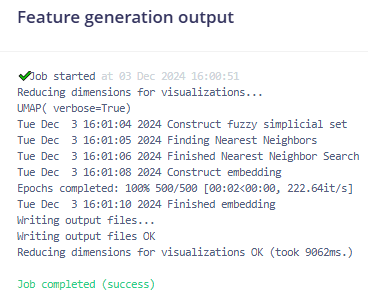 Feature generation output
Job started at 03 Dec 2024 16:00:51
Reducing dimensions for visualizations...
UMAP( verbose=True)
Tue Dec  3 16:01:04 2024 Construct fuzzy simplicial set
Tue Dec  3 16:01:05 2024 Finding Nearest Neighbors
Tue Dec  3 16:01:06 2024 Finished Nearest Neighbor Search
Tue Dec  3 16:01:08 2024 Construct embedding
Epochs completed: 100% 500/500 [00:02<00:00, 222.64it/s]
Tue Dec  3 16:01:10 2024 Finished embedding
Writing output files...
Writing output files OK
Reducing dimensions for visualizations OK (took 9062ms.)
Job completed (success)